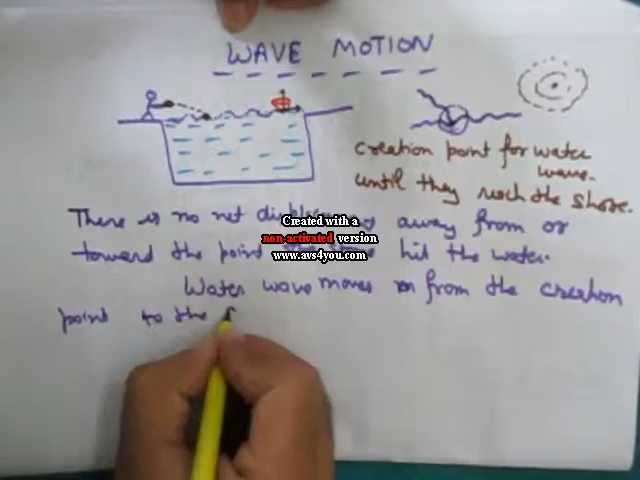 WAVE MOTION
creation point for water
wave.
until they reach the shore.
There is no net away from or
Created with a
toward the point hit the water.
non-activated version
www.avs4you.com
Water wave moves from the creation
point to the